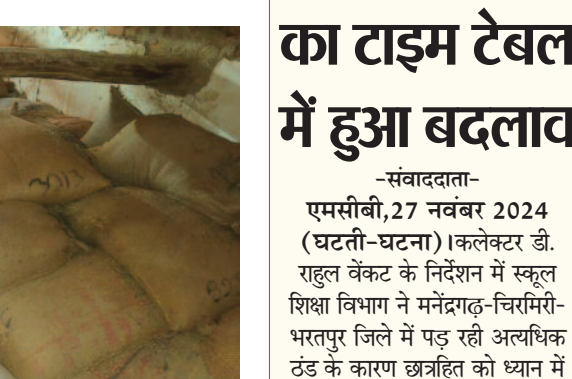 का टाइम टेबल
में हुआ बदलाव
-संवाददाता-
एमसीबी,27 नवंबर 2024
(घटती-घटना)।कलेक्टर डी.
राहुल वेंकट के निर्देशन में स्कूल
शिक्षा विभाग ने मनेंद्रगढ़-चिरमिरी-
भरतपुर जिले में पड़ रही अत्यधिक
ठंड के कारण छात्रहित को ध्यान में